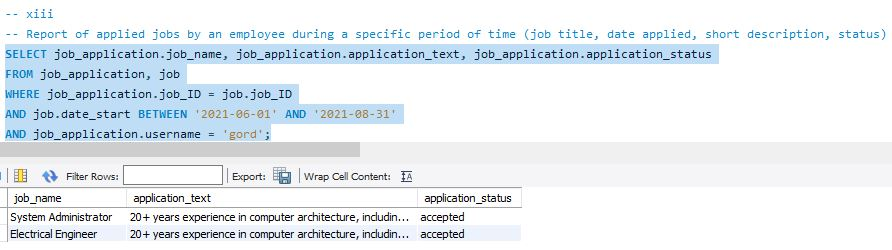 -- xiii
-- Report of applied jobs by an employee during a specific period of time (job title, date applied, short description, status)
SELECT job_application.job_name, job_application.application_text, job_application.application_status
FROM job_application, job
WHERE job_application.job_ID = job.job_ID
AND job.date_start BETWEEN '2021-06-01' AND '2021-08-31'
AND job_application.username = 'gord';
Filter Rows: Export: Wrap Cell Content:
job_name application_text application_status
System Administrator 20+ years experience in computer architecture, includin... accepted
Electrical Engineer 20+ years experience in computer architecture, includin... accepted